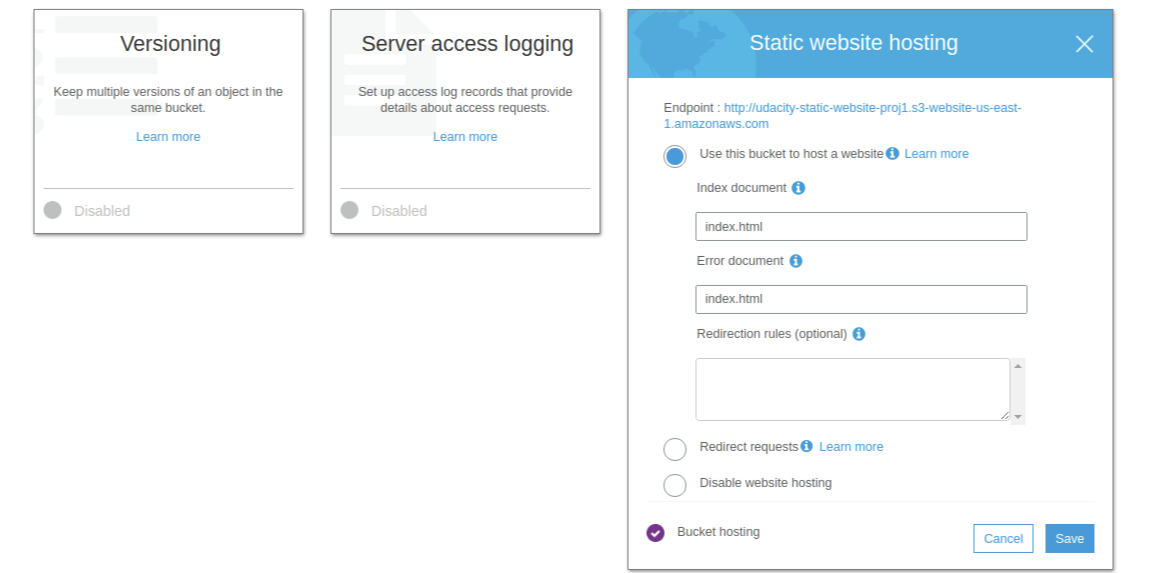 Versioning
Keep multiple versions of an object in the
same bucket.
Learn more
Disabled
Server access logging
Set up access log records that provide
details about access requests.
Learn more
Disabled
Static website hosting
Endpoint : http://udacity-static-website-proj1.s3-website-us-east-
1.amazonaws.com
Use this bucket to host a website Learn more
Index document
index.html
Error document
index.html
Redirection rules (optional)
Redirect requests Learn more
Disable website hosting
Bucket hosting
Cancel
Save